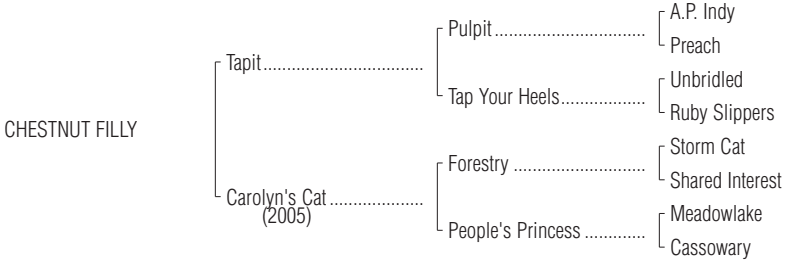 A.P. Indy
Pulpit..............................
Preach
Tapit................................
Unbridled
Tap Your Heels.................
Ruby Slippers
CHESTNUT FILLY
Storm Cat
Forestry ..........................
Shared Interest
Carolyn's Cat ...................
(2005)
Meadowlake
People's Princess ............
Cassowary